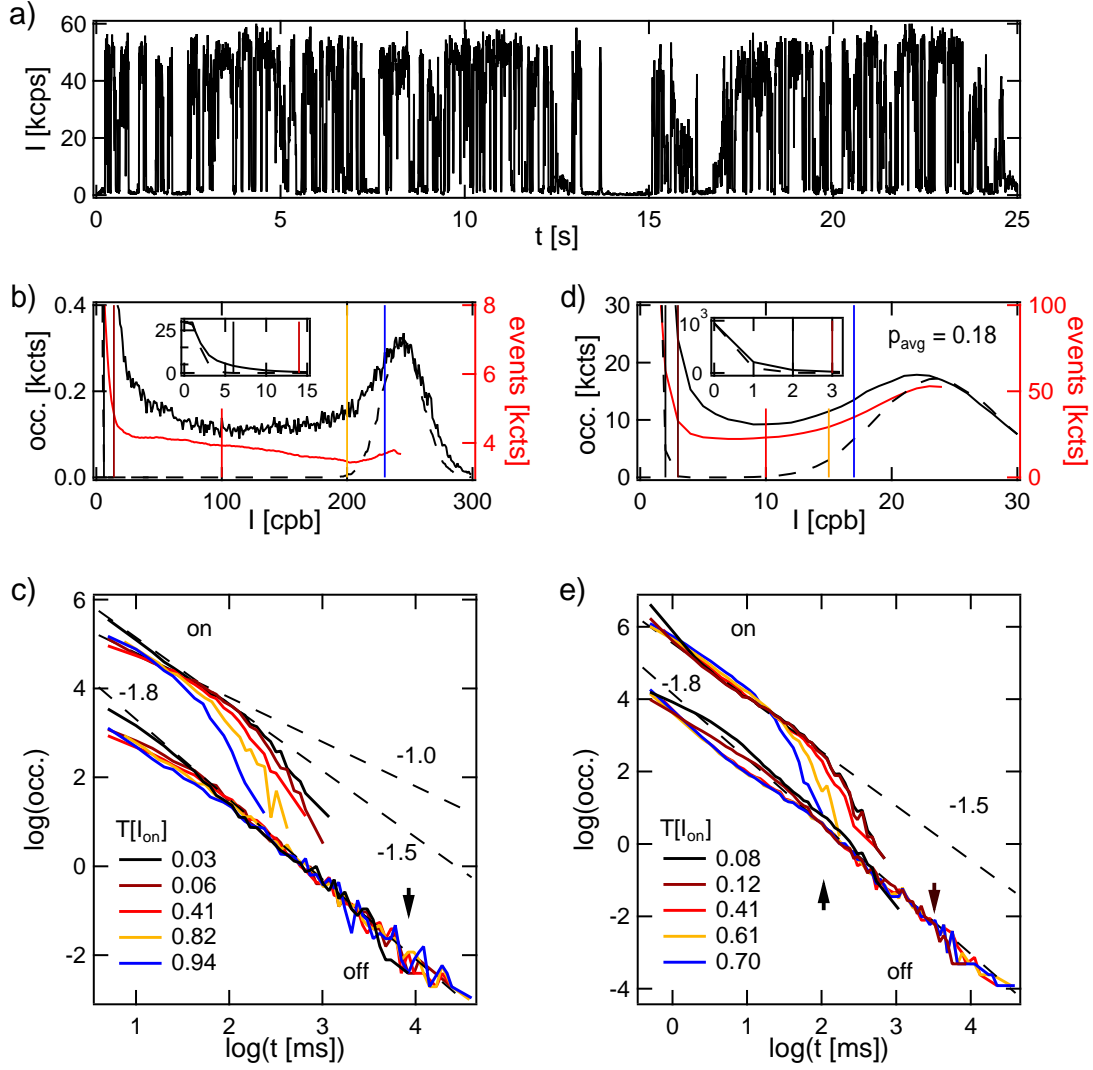 a)
I [kcps]
60
40
20
0
0 5 10 15 20 25
t [s]
b)
occ. [kcts]
0.4
0.2
0.0
25
0
0 5 10 15
8
6
4
events [kcts]
0 100 200 300
I [cpb]
d)
occ. [kcts]
30
20
10
0
10³
0
0 1 2 3
p_avg = 0.18
100
50
0
events [kcts]
0 10 20 30
I [cpb]
c)
log(occ.)
6
4
2
0
-2
on
-1.8
-1.0
-1.5
T[I_on]
0.03
0.06
0.41
0.82
0.94
off
1 2 3 4
log(t [ms])
e)
log(occ.)
6
4
2
0
-2
-4
on
-1.8
-1.5
T[I_on]
0.08
0.12
0.41
0.61
0.70
off
0 1 2 3 4
log(t [ms])